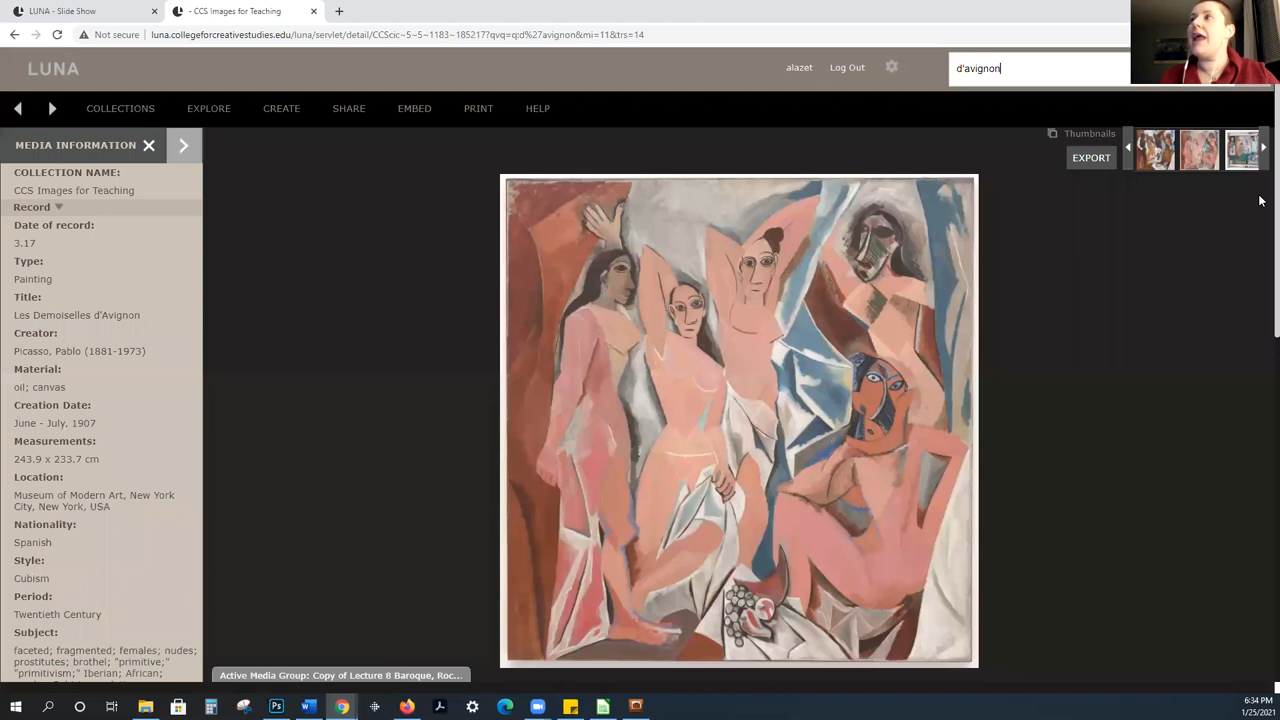 LUNA - Slide Show
- CCS Images for Teaching
Not secure
luna.collegeforcreativestudies.edu/luna/servlet/detail/CCScic~5~5~1183~185217?qvq=q:d%27avignon&mi=11&trs=14
LUNA
alazet
Log Out
d'avignon
COLLECTIONS
EXPLORE
CREATE
SHARE
EMBED
PRINT
HELP
MEDIA INFORMATION
Thumbnails
EXPORT
COLLECTION NAME:
CCS Images for Teaching
Record
Date of record:
3.17
Type:
Painting
Title:
Les Demoiselles d'Avignon
Creator:
Picasso, Pablo (1881-1973)
Material:
oil; canvas
Creation Date:
June - July, 1907
Measurements:
243.9 x 233.7 cm
Location:
Museum of Modern Art, New York
City, New York, USA
Nationality:
Spanish
Style:
Cubism
Period:
Twentieth Century
Subject:
faceted; fragmented; females; nudes;
prostitutes; brothel; "primitive;"
"primitivism;" Iberian; African;
Active Media Group: Copy of Lecture 8 Baroque, Roc...
Ps
W
6:34 PM
1/25/2021